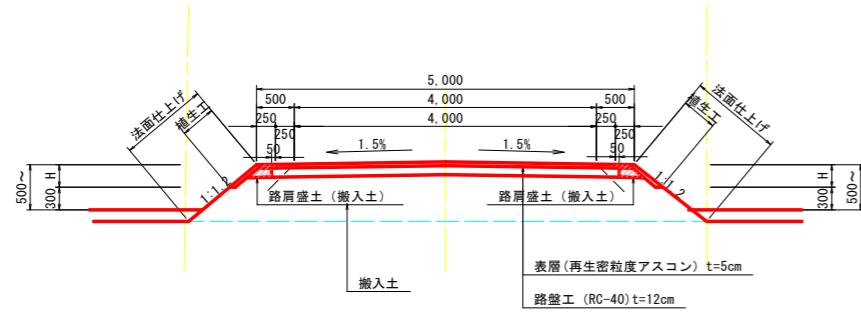 5,000
500 4,000 500
250 4,000 250
250 250
50 1.5% 1.5% 50
法面仕上げ
植生工
植生工
法面仕上げ
1:1.2
1:1.2
500~
H
300
H
300
500~
路肩盛土（搬入土）
路肩盛土（搬入土）
搬入土
表層(再生密粒度アスコン) t=5cm
路盤工 (RC-40)t=12cm